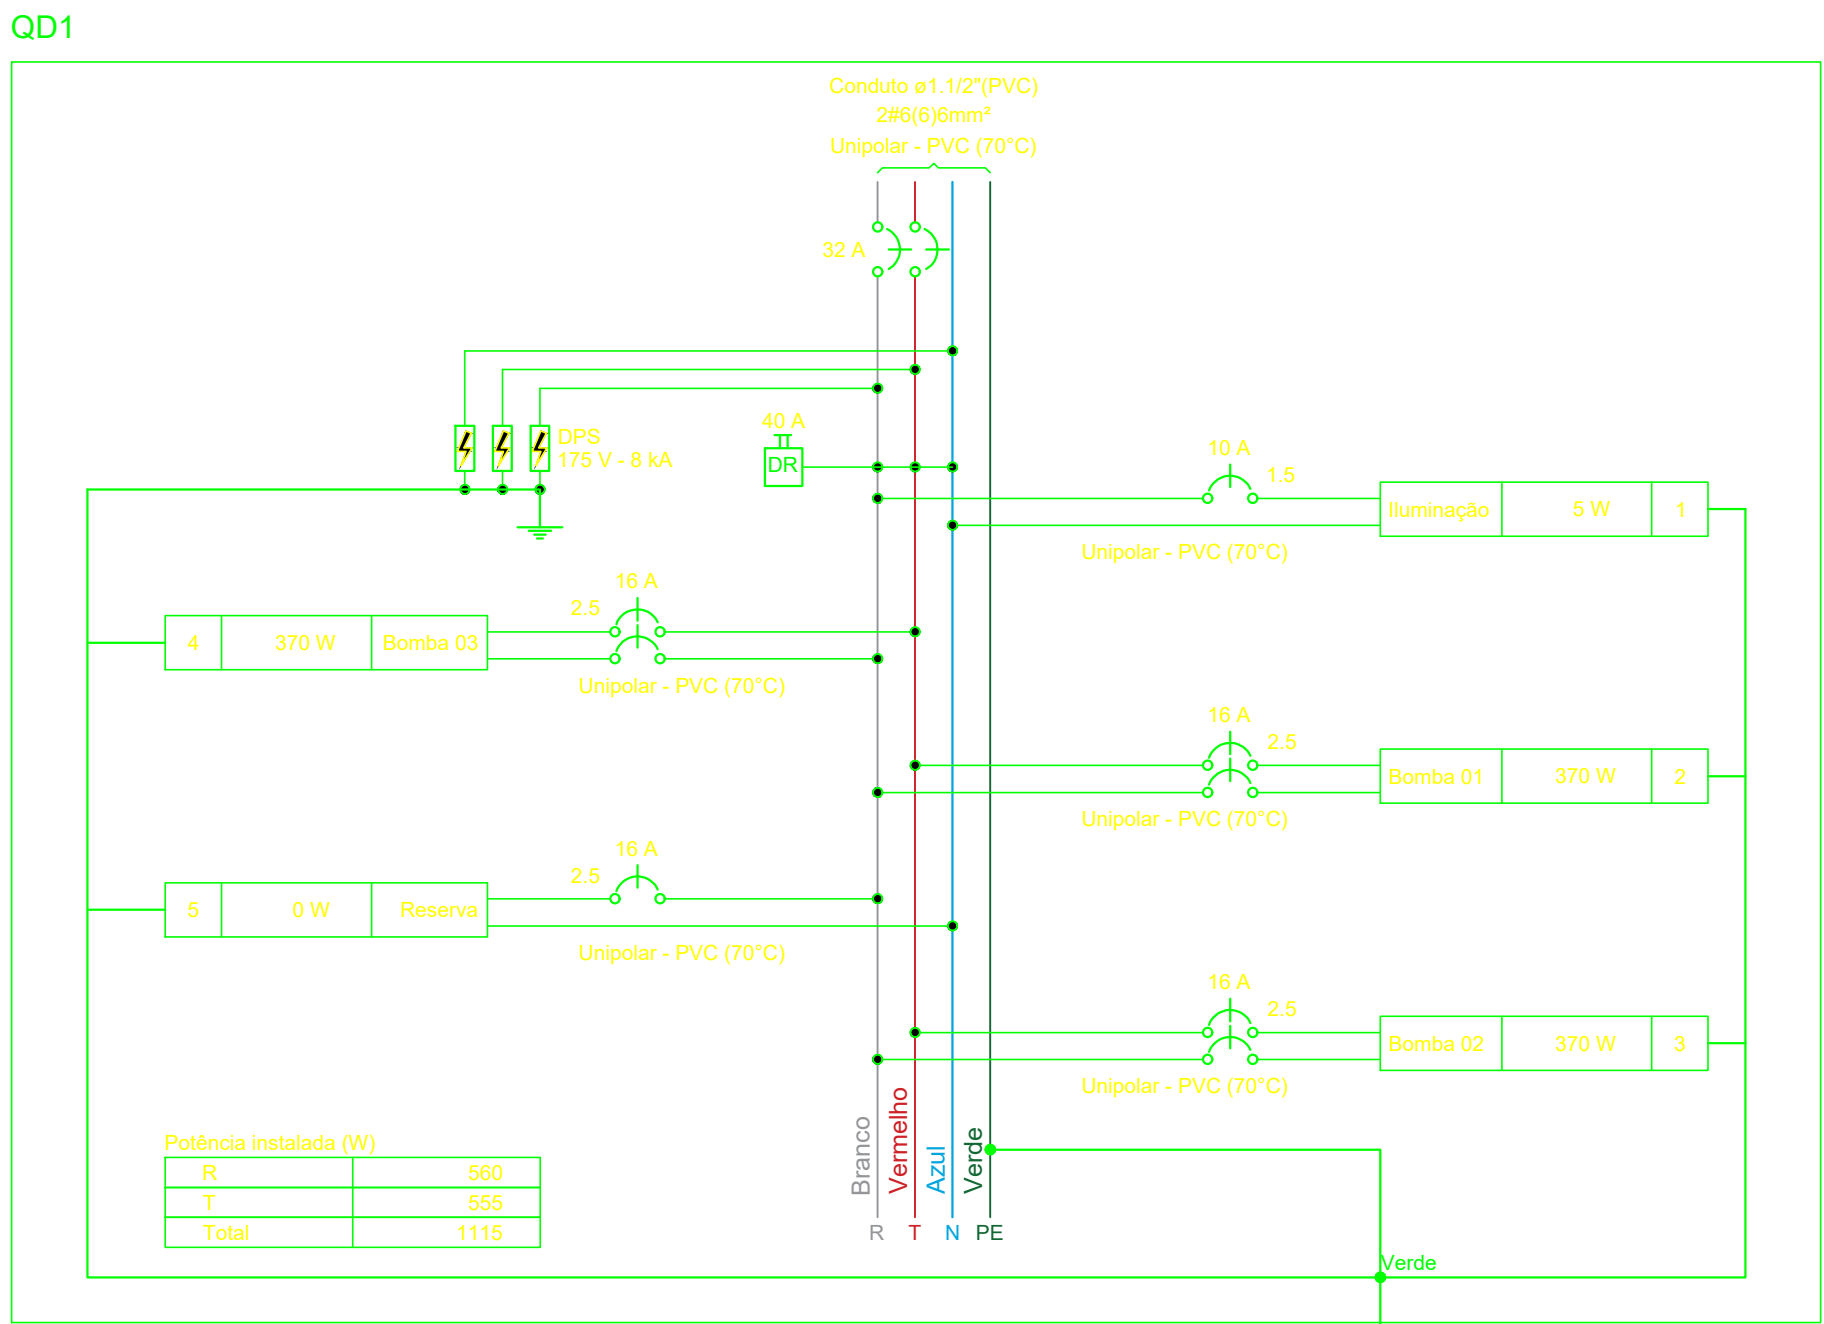 QD1
Conduto ø1.1/2"(PVC)
2#6(6)6mm²
Unipolar - PVC (70°C)
32 A
DPS
175 V - 8 kA
40 A
DR
10 A
1.5
Iluminação 5 W 1
Unipolar - PVC (70°C)
16 A
2.5
4 370 W Bomba 03
Unipolar - PVC (70°C)
16 A
2.5
Bomba 01 370 W 2
Unipolar - PVC (70°C)
16 A
2.5
5 0 W Reserva
Unipolar - PVC (70°C)
16 A
2.5
Bomba 02 370 W 3
Unipolar - PVC (70°C)
Branco
Vermelho
Azul
Verde
R T N PE
Potência instalada (W)
R 560
T 555
Total 1115
Verde